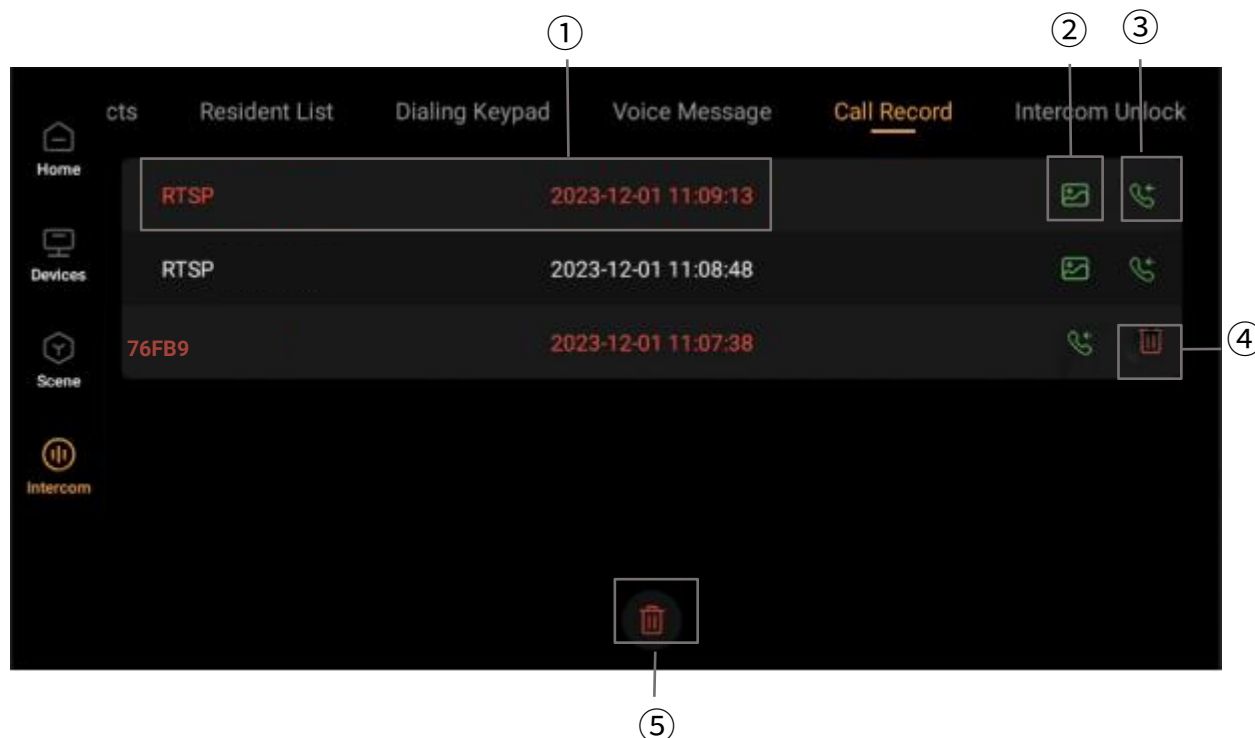 ① ② ③
cts Resident List Dialing Keypad Voice Message Call Record Intercom Unlock
Home
RTSP 2023-12-01 11:09:13
Devices
RTSP 2023-12-01 11:08:48
Scene
76FB9 2023-12-01 11:07:38
④
Intercom
⑤